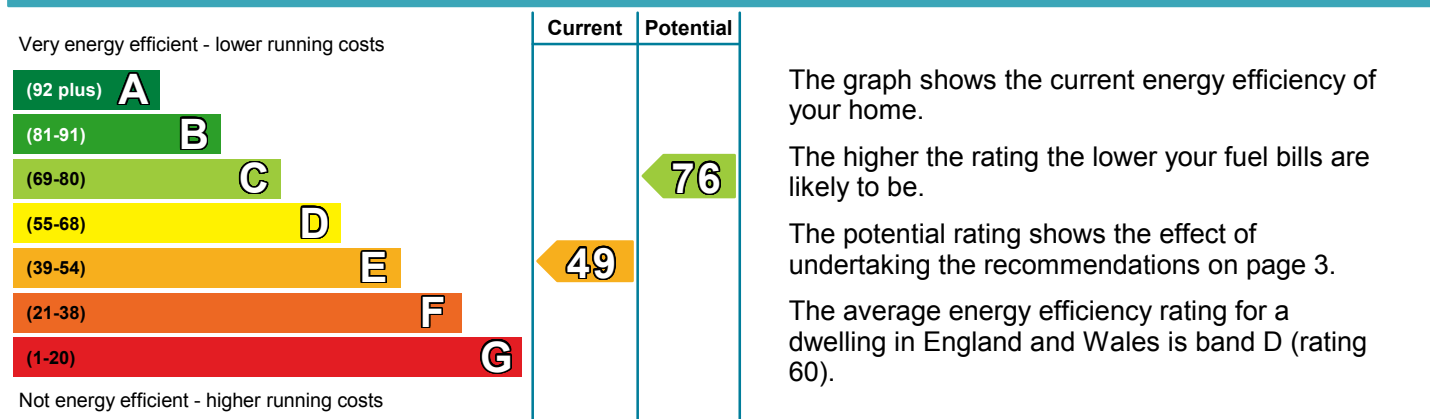 Current Potential
Very energy efficient - lower running costs
(92 plus) A
(81-91) B
(69-80) C
76
(55-68) D
(39-54) E
49
(21-38) F
(1-20) G
Not energy efficient - higher running costs
The graph shows the current energy efficiency of
your home.
The higher the rating the lower your fuel bills are
likely to be.
The potential rating shows the effect of
undertaking the recommendations on page 3.
The average energy efficiency rating for a
dwelling in England and Wales is band D (rating
60).